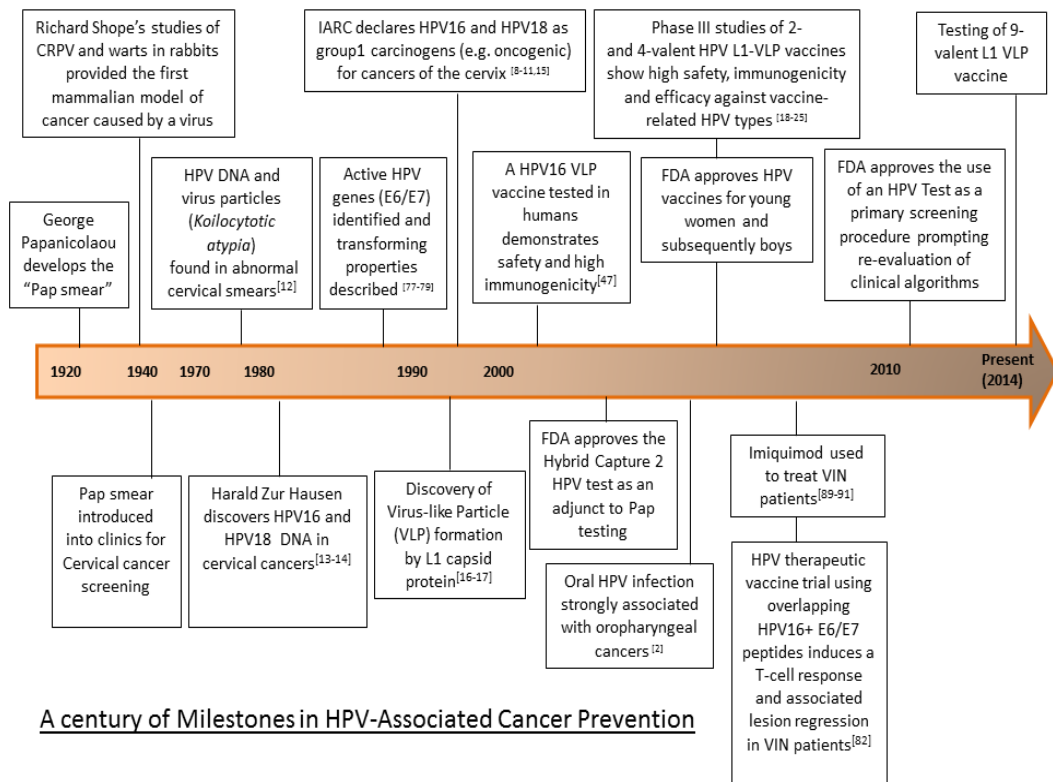 Richard Shope’s studies of
CRPV and warts in rabbits
provided the first
mammalian model of
cancer caused by a virus
IARC declares HPV16 and HPV18 as
group1 carcinogens (e.g. oncogenic)
for cancers of the cervix [8-11,15]
Phase III studies of 2-
and 4-valent HPV L1-VLP vaccines
show high safety, immunogenicity
and efficacy against vaccine-
related HPV types [18-25]
Testing of 9-
valent L1 VLP
vaccine
George
Papanicolaou
develops the
“Pap smear”
HPV DNA and
virus particles
(Koilocytotic
atypia)
found in abnormal
cervical smears[12]
Active HPV
genes (E6/E7)
identified and
transforming
properties
described [77-79]
A HPV16 VLP
vaccine tested in
humans
demonstrates
safety and high
immunogenicity[47]
FDA approves HPV
vaccines for young
women and
subsequently boys
FDA approves the use
of an HPV Test as a
primary screening
procedure prompting
re-evaluation of
clinical algorithms
1920 1940 1970 1980 1990 2000 2010 Present
(2014)
Pap smear
introduced
into clinics for
Cervical cancer
screening
Harald Zur Hausen
discovers HPV16 and
HPV18 DNA in
cervical cancers[13-14]
Discovery of
Virus-like Particle
(VLP) formation
by L1 capsid
protein[16-17]
FDA approves the
Hybrid Capture 2
HPV test as an
adjunct to Pap
testing
Oral HPV infection
strongly associated
with oropharyngeal
cancers [2]
Imiquimod used
to treat VIN
patients[89-91]
HPV therapeutic
vaccine trial using
overlapping
HPV16+ E6/E7
peptides induces a
T-cell response
and associated
lesion regression
in VIN patients[82]
A century of Milestones in HPV-Associated Cancer Prevention